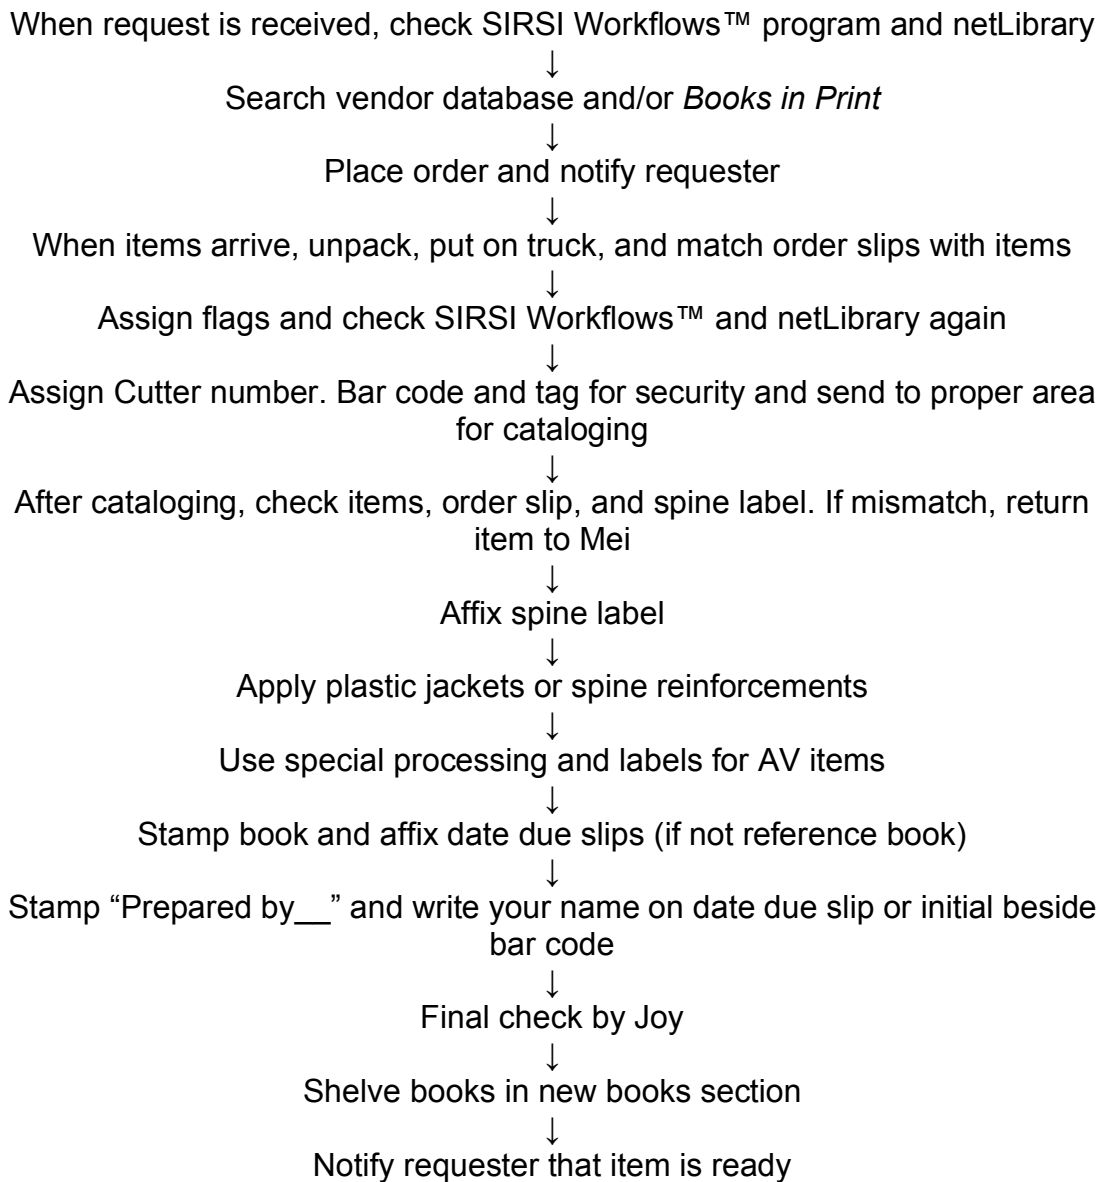 When request is received, check SIRSI Workflows™ program and netLibrary
↓
Search vendor database and/or Books in Print
↓
Place order and notify requester
↓
When items arrive, unpack, put on truck, and match order slips with items
↓
Assign flags and check SIRSI Workflows™ and netLibrary again
↓
Assign Cutter number. Bar code and tag for security and send to proper area
for cataloging
↓
After cataloging, check items, order slip, and spine label. If mismatch, return
item to Mei
↓
Affix spine label
↓
Apply plastic jackets or spine reinforcements
↓
Use special processing and labels for AV items
↓
Stamp book and affix date due slips (if not reference book)
↓
Stamp “Prepared by__” and write your name on date due slip or initial beside
bar code
↓
Final check by Joy
↓
Shelve books in new books section
↓
Notify requester that item is ready